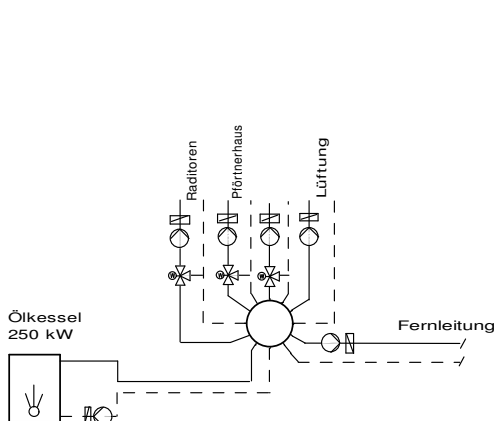 Raditoren
Pförtnerhaus
Lüftung
Ölkessel
250 kW
Fernleitung